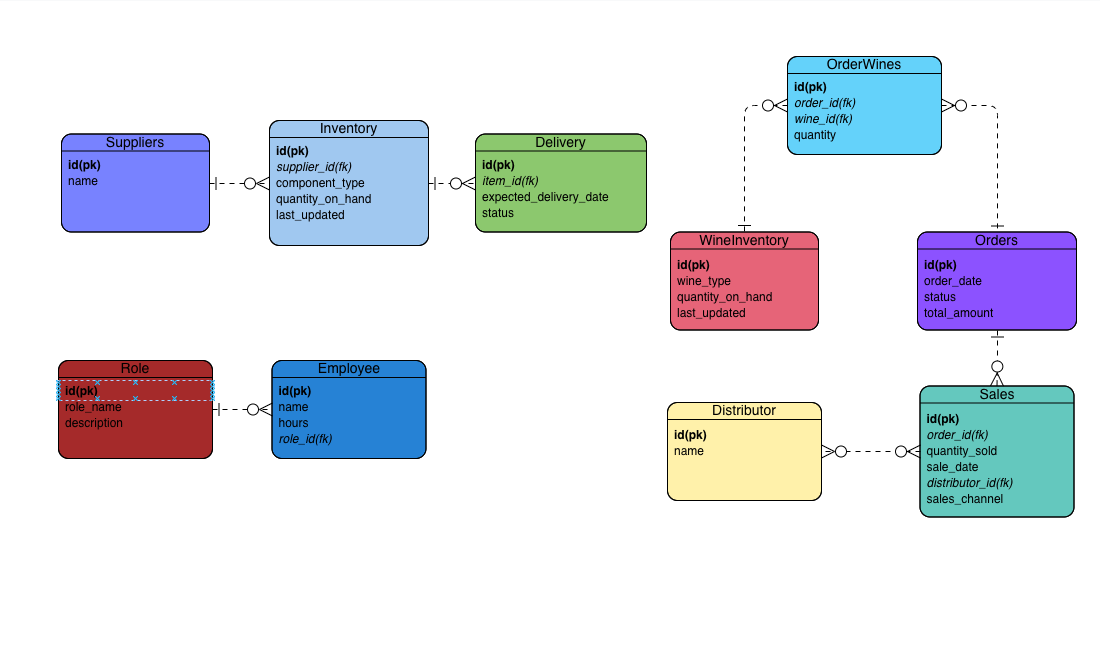 OrderWines
id(pk)
order_id(fk)
wine_id(fk)
quantity
Suppliers
id(pk)
name
Inventory
id(pk)
supplier_id(fk)
component_type
quantity_on_hand
last_updated
Delivery
id(pk)
item_id(fk)
expected_delivery_date
status
WineInventory
id(pk)
wine_type
quantity_on_hand
last_updated
Orders
id(pk)
order_date
status
total_amount
Role
id(pk)
role_name
description
Employee
id(pk)
name
hours
role_id(fk)
Distributor
id(pk)
name
Sales
id(pk)
order_id(fk)
quantity_sold
sale_date
distributor_id(fk)
sales_channel